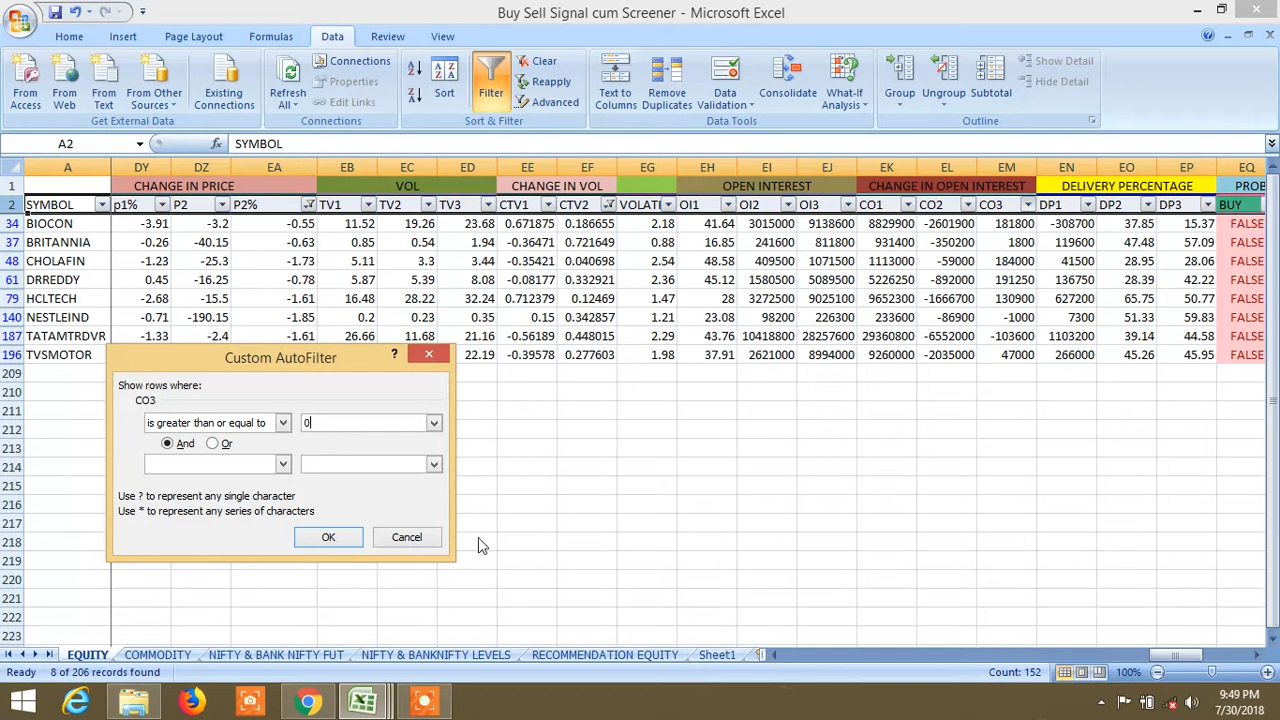 Buy Sell Signal cum Screener - Microsoft Excel
Home Insert Page Layout Formulas Data Review View
From Access From Web From Text From Other Sources Existing Connections Refresh All Connections Properties Edit Links Sort Filter Clear Reapply Advanced Text to Columns Remove Duplicates Data Validation Consolidate What-If Analysis Group Ungroup Subtotal Show Detail Hide Detail
Get External Data Connections Sort & Filter Data Tools Outline
A2 fx SYMBOL
A DY DZ EA EB EC ED EE EF EG EH EI EJ EK EL EM EN EO EP EQ
1 CHANGE IN PRICE VOL CHANGE IN VOL OPEN INTEREST CHANGE IN OPEN INTEREST DELIVERY PERCENTAGE PROB
2 SYMBOL p1% P2 P2% TV1 TV2 TV3 CTV1 CTV2 VOLATI OI1 OI2 OI3 CO1 CO2 CO3 DP1 DP2 DP3 BUY
34 BIOCON -3.91 -3.2 -0.55 11.52 19.26 23.68 0.671875 0.186655 2.18 41.64 3015000 9138600 8829900 -2601900 181800 -308700 37.85 15.37 FALSE
37 BRITANNIA -0.26 -40.15 -0.63 0.85 0.54 1.94 -0.36471 0.721649 0.88 16.85 241600 811800 931400 -350200 1800 119600 47.48 57.09 FALSE
48 CHOLAFIN -1.23 -25.3 -1.73 5.11 3.3 3.44 -0.35421 0.040698 2.54 48.58 409500 1071500 1113000 -59000 184000 41500 28.95 28.06 FALSE
61 DRREDDY 0.45 -16.25 -0.78 5.87 5.39 8.08 -0.08177 0.332921 2.36 45.12 1580500 5089500 5225250 -892000 191250 136750 28.39 42.22 FALSE
79 HCLTECH -2.68 -15.5 -1.61 16.48 28.22 32.24 0.712379 0.12469 1.47 28 3272500 9025100 9652300 -1666700 130900 627200 65.75 50.77 FALSE
140 NESTLEIND -0.71 -190.15 -1.85 0.2 0.23 0.35 0.15 0.342857 1.21 23.08 98200 226300 233600 -86900 -1000 7300 51.33 59.83 FALSE
187 TATAMTRDVR -1.33 -2.4 -1.61 26.66 11.68 21.16 -0.56189 0.448015 2.29 43.76 10418800 28257600 29360800 -6552000 -103600 1103200 39.14 44.58 FALSE
196 TVSMOTOR 22.19 -0.39578 0.277603 1.98 37.91 2621000 8994000 9260000 -2035000 47000 266000 45.26 45.95 FALSE
209
210
211
212
213
214
215
216
217
218
219
220
221
222
223
Custom AutoFilter ?
Show rows where:
CO3
is greater than or equal to 0
And Or
Use ? to represent any single character
Use * to represent any series of characters
OK Cancel
EQUITY COMMODITY NIFTY & BANK NIFTY FUT NIFTY & BANKNIFTY LEVELS RECOMMENDATION EQUITY Sheet1
Ready 8 of 206 records found Count: 152 100%
9:49 PM
7/30/2018